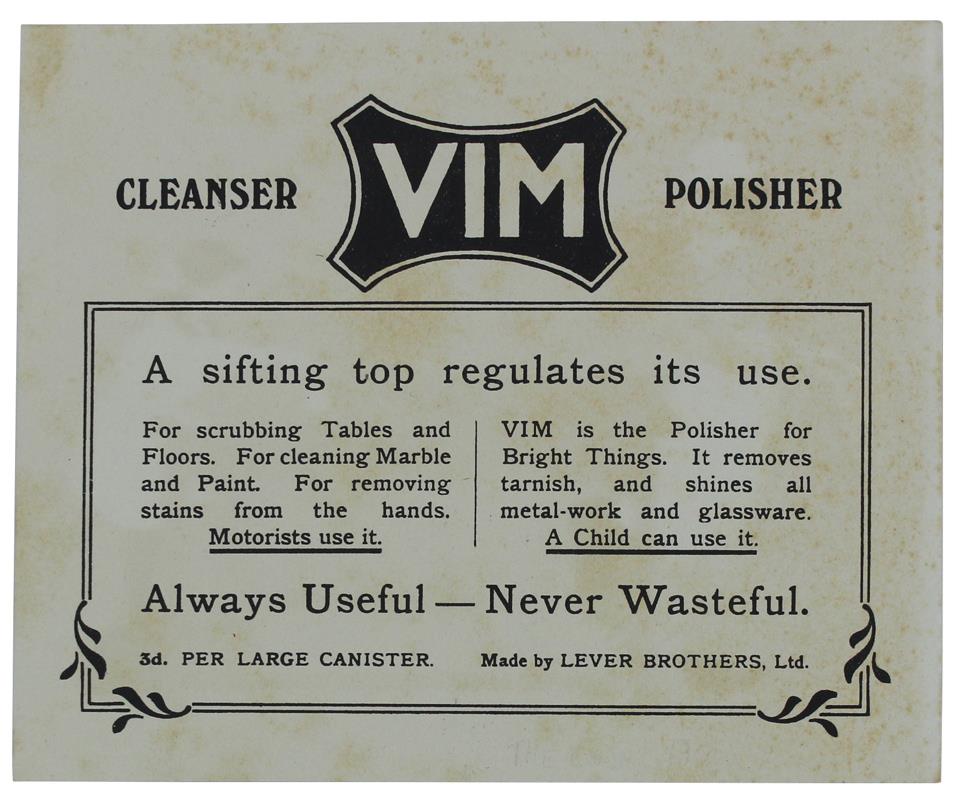 CLEANSER VIM POLISHER
A sifting top regulates its use.
For scrubbing Tables and
Floors. For cleaning Marble
and Paint. For removing
stains from the hands.
Motorists use it.
VIM is the Polisher for
Bright Things. It removes
tarnish, and shines all
metal-work and glassware.
A Child can use it.
Always Useful — Never Wasteful.
3d. PER LARGE CANISTER. Made by LEVER BROTHERS, Ltd.